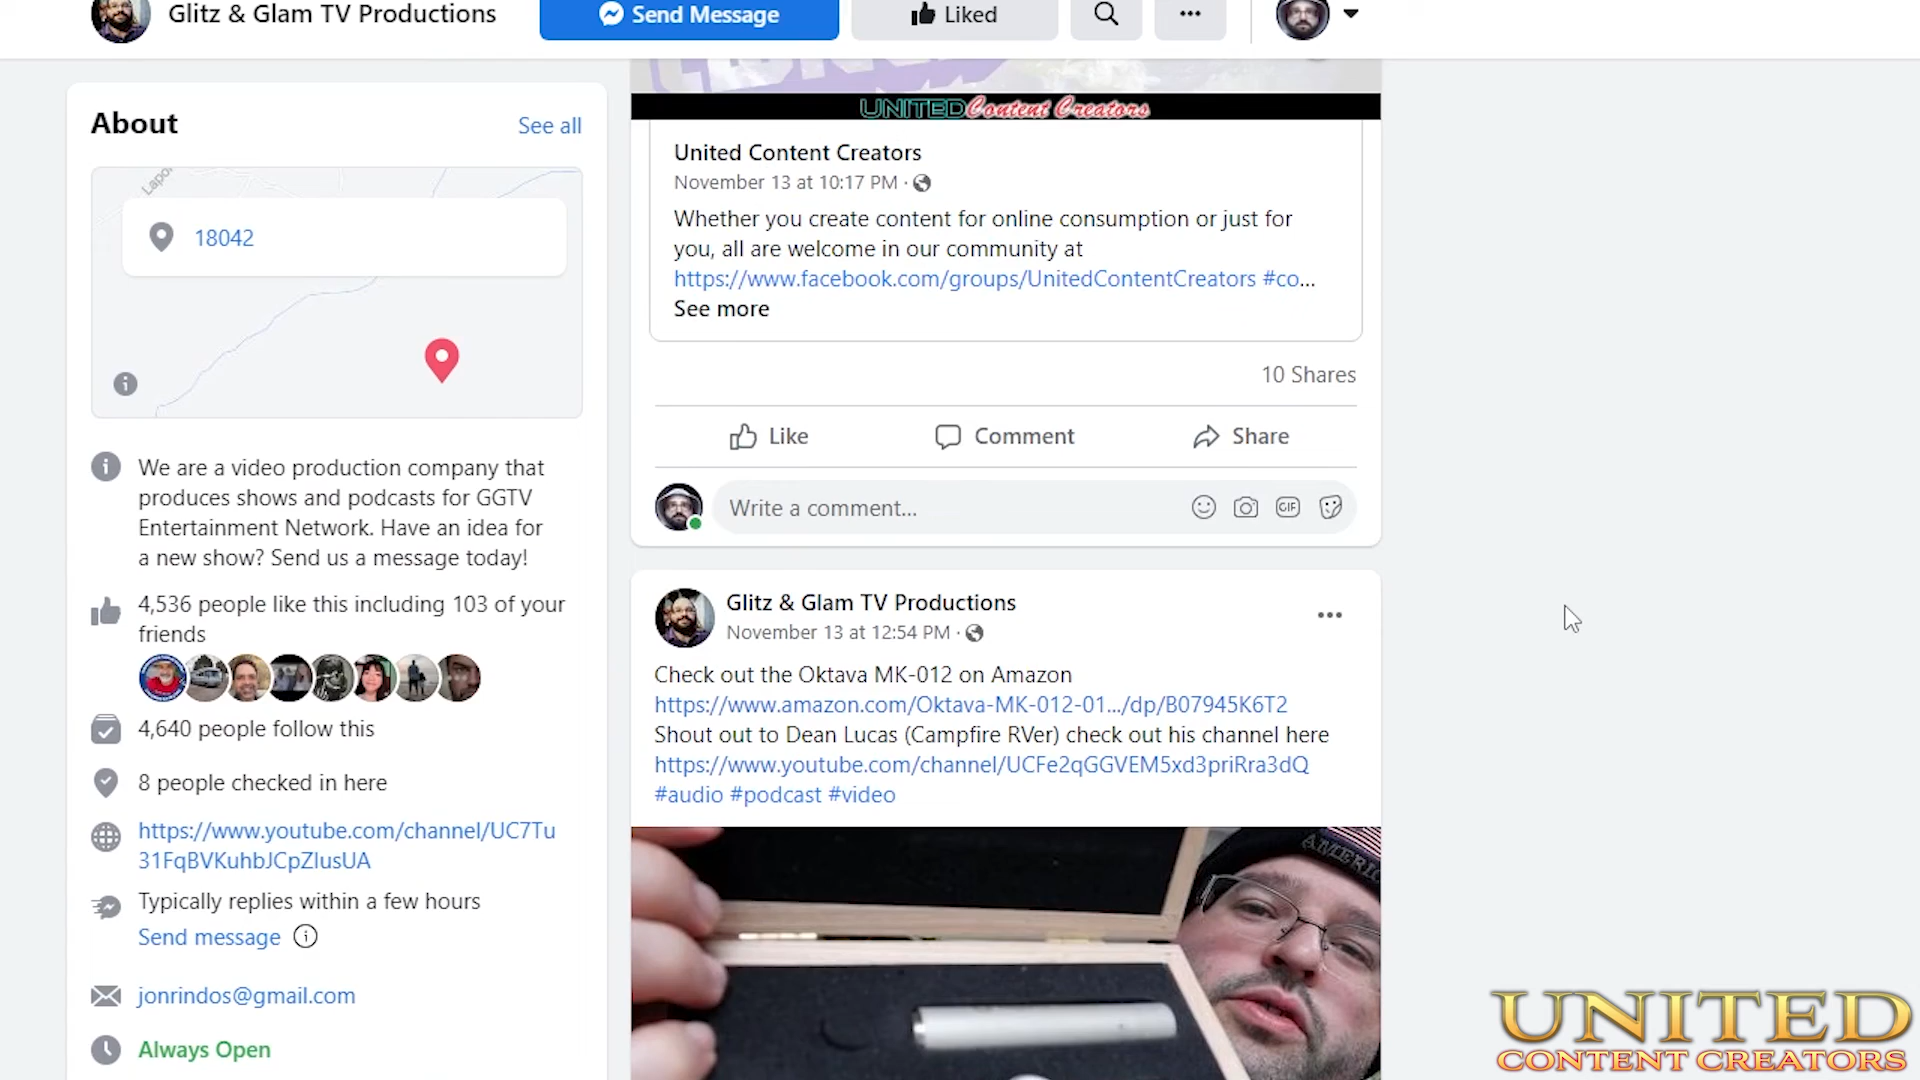 Glitz & Glam TV Productions
Send Message
Liked
About
See all
18042
We are a video production company that
produces shows and podcasts for GGTV
Entertainment Network. Have an idea for
a new show? Send us a message today!
4,536 people like this including 103 of your
friends
4,640 people follow this
8 people checked in here
https://www.youtube.com/channel/UC7Tu
31FqBVKuhbJCpZIusUA
Typically replies within a few hours
Send message
jonrindos@gmail.com
Always Open
UNITED Content Creators
United Content Creators
November 13 at 10:17 PM ·
Whether you create content for online consumption or just for
you, all are welcome in our community at
https://www.facebook.com/groups/UnitedContentCreators #co...
See more
10 Shares
Like
Comment
Share
Write a comment...
GIF
Glitz & Glam TV Productions
November 13 at 12:54 PM ·
Check out the Oktava MK-012 on Amazon
https://www.amazon.com/Oktava-MK-012-01.../dp/B07945K6T2
Shout out to Dean Lucas (Campfire RVer) check out his channel here
https://www.youtube.com/channel/UCFe2qGGVEM5xd3priRra3dQ
#audio #podcast #video
UNITED
CONTENT CREATORS